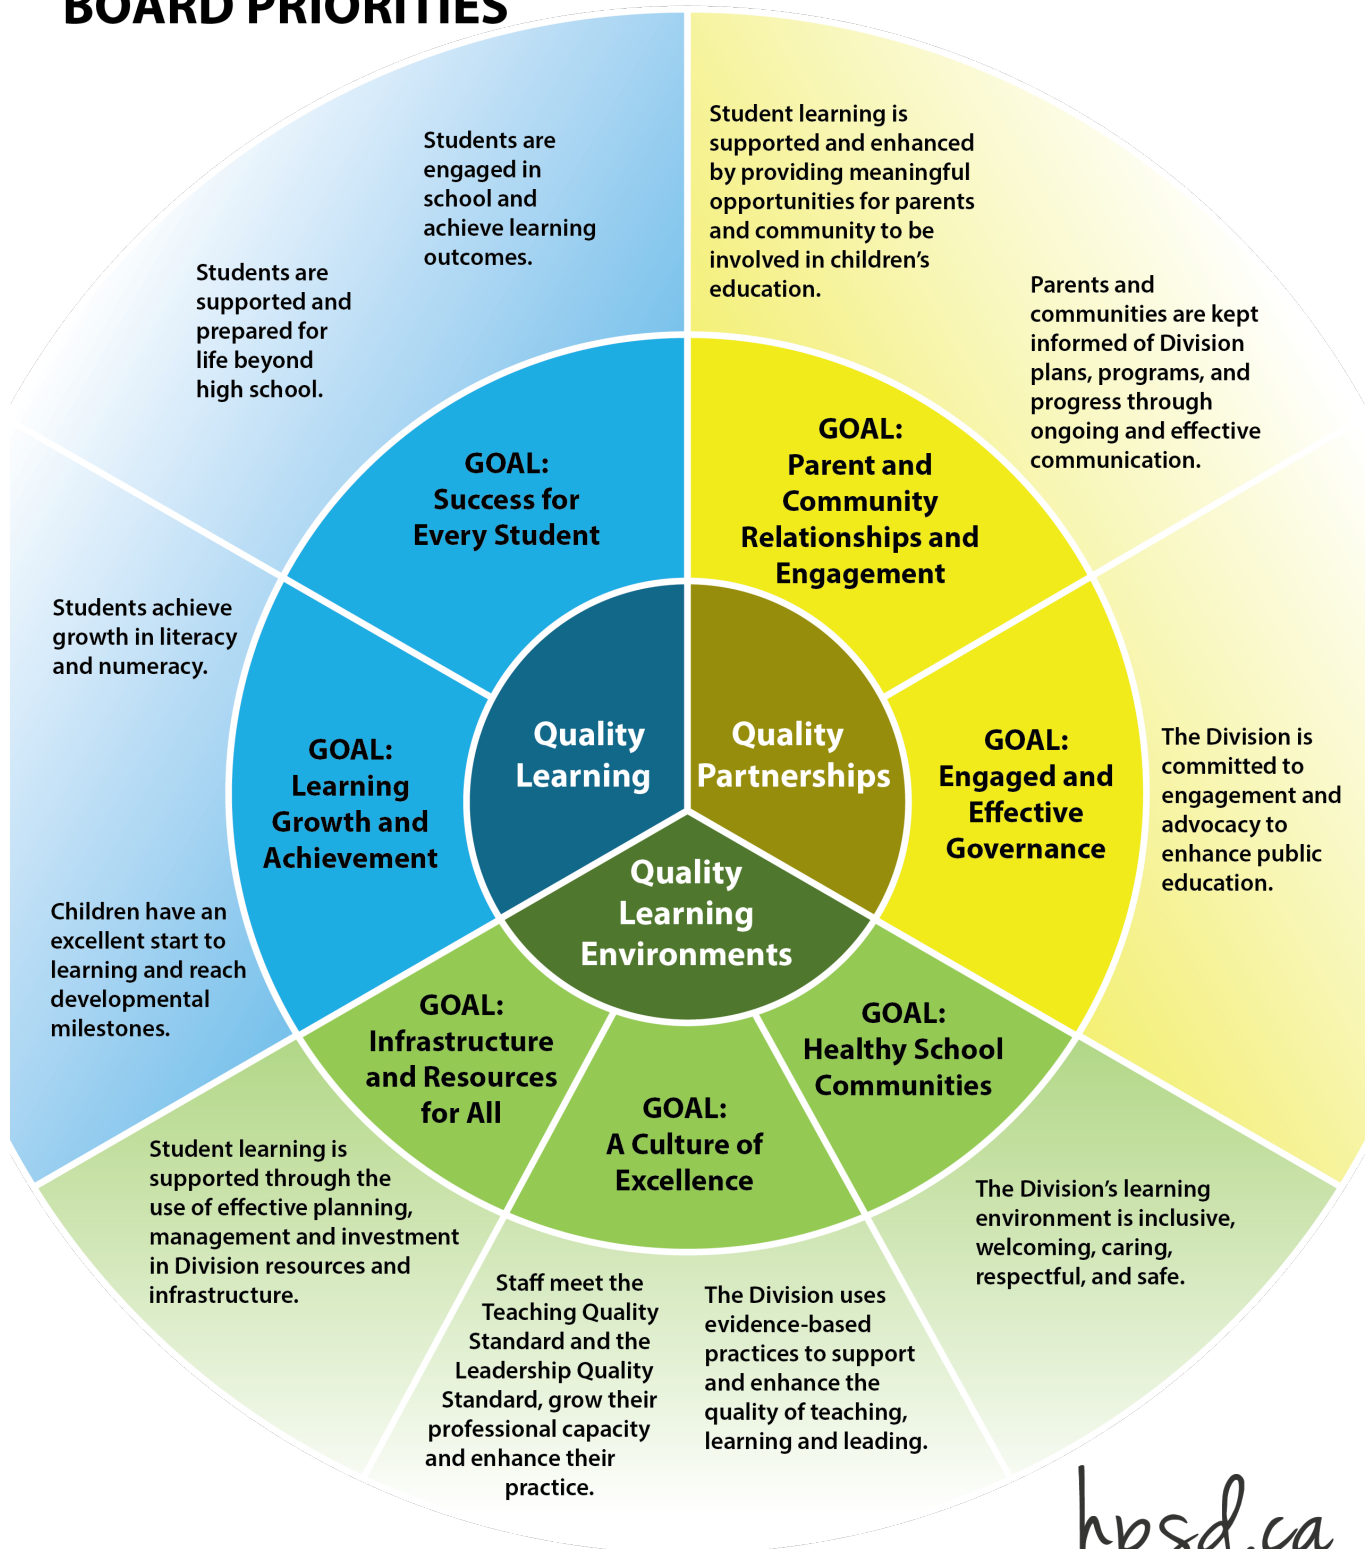 BOARD PRIORITIES
Students are
engaged in
school and
achieve learning
outcomes.
Students are
supported and
prepared for
life beyond
high school.
Student learning is
supported and enhanced
by providing meaningful
opportunities for parents
and community to be
involved in children’s
education.
Parents and
communities are kept
informed of Division
plans, programs, and
progress through
ongoing and effective
communication.
GOAL:
Success for
Every Student
GOAL:
Parent and
Community
Relationships and
Engagement
Students achieve
growth in literacy
and numeracy.
Children have an
excellent start to
learning and reach
developmental
milestones.
GOAL:
Learning
Growth and
Achievement
Quality
Learning
Quality
Partnerships
Quality
Learning
Environments
GOAL:
Engaged and
Effective
Governance
The Division is
committed to
engagement and
advocacy to
enhance public
education.
GOAL:
Infrastructure
and Resources
for All
GOAL:
A Culture of
Excellence
GOAL:
Healthy School
Communities
Student learning is
supported through the
use of effective planning,
management and investment
in Division resources and
infrastructure.
Staff meet the
Teaching Quality
Standard and the
Leadership Quality
Standard, grow their
professional capacity
and enhance their
practice.
The Division uses
evidence-based
practices to support
and enhance the
quality of teaching,
learning and leading.
The Division’s learning
environment is inclusive,
welcoming, caring,
respectful, and safe.
hpsd.ca